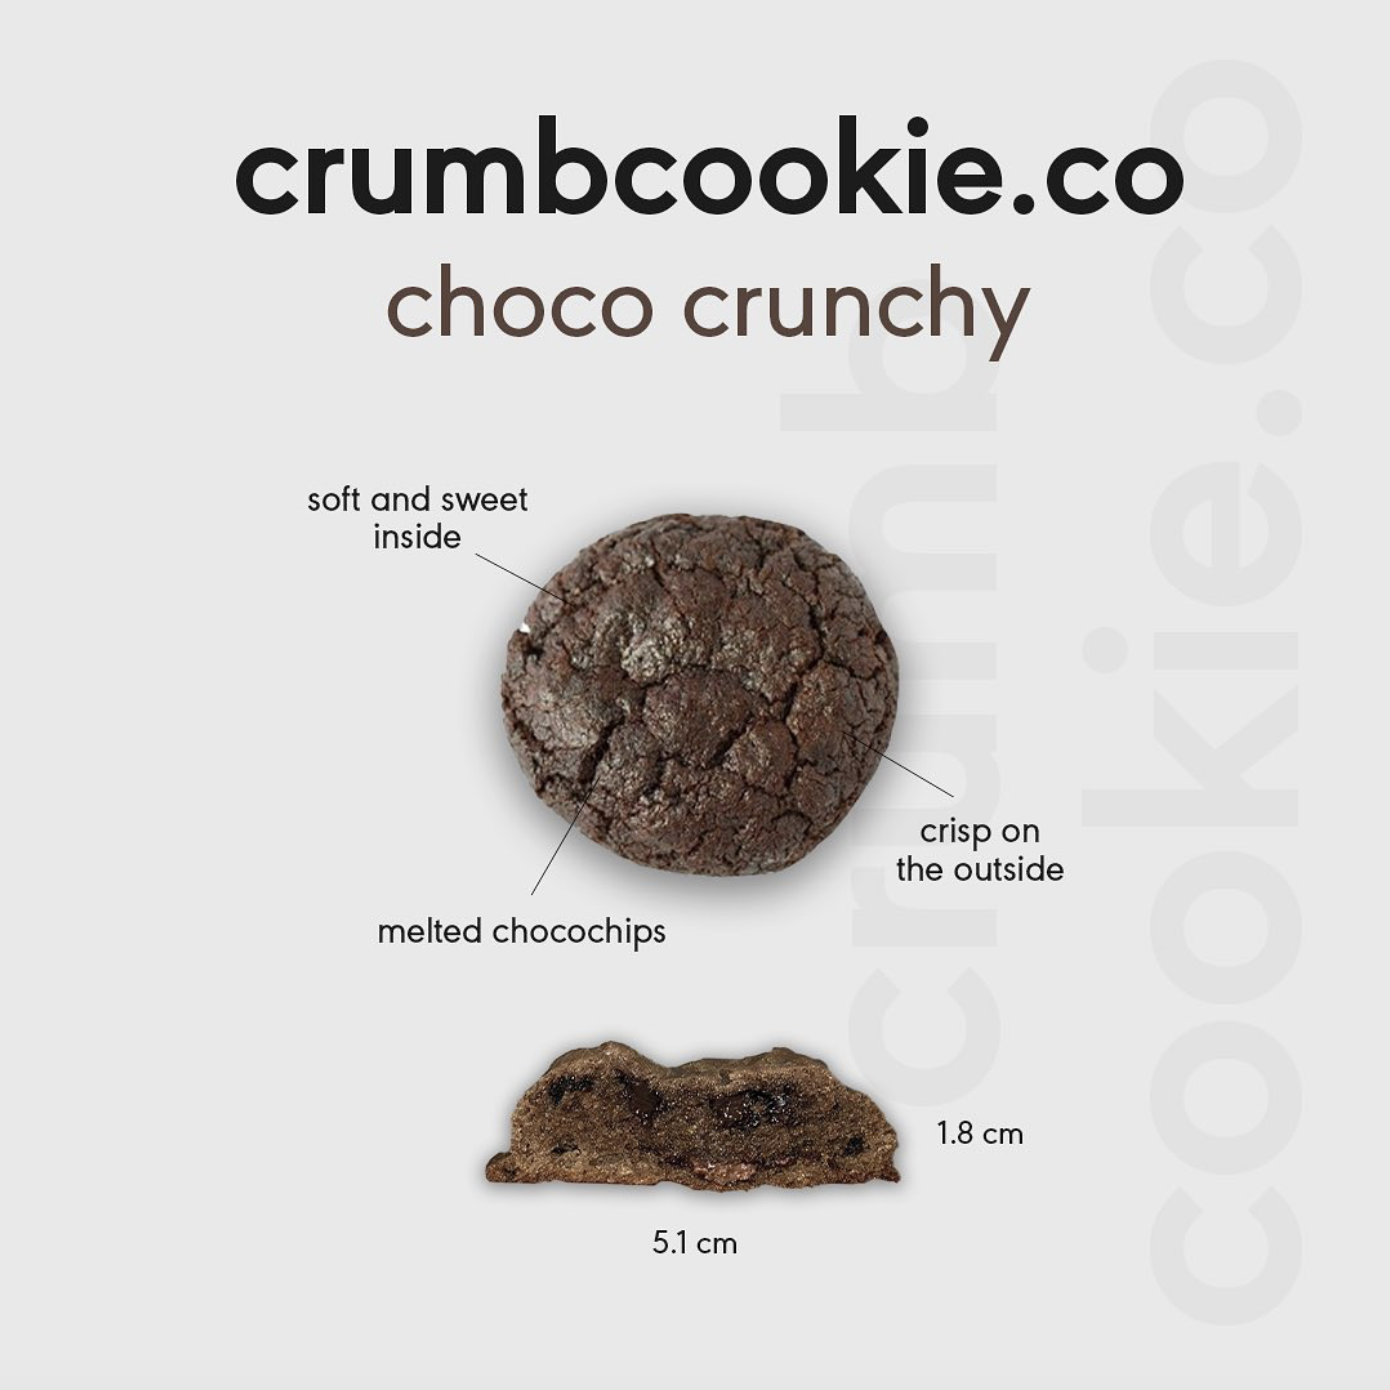 crumbcookie.co
choco crunchy
soft and sweet
inside
crisp on
the outside
melted chocochips
1.8 cm
5.1 cm
crumb
cookie.co